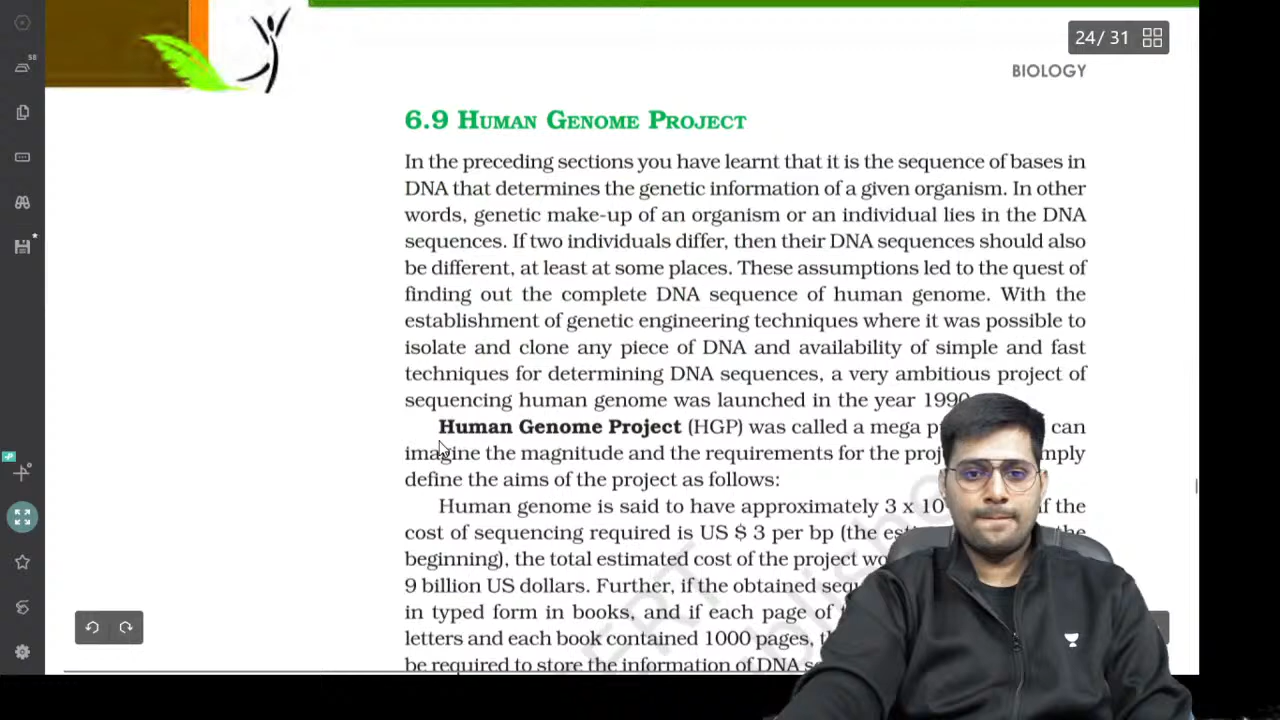 58
24/ 31
BIOLOGY
6.9 HUMAN GENOME PROJECT
In the preceding sections you have learnt that it is the sequence of bases in
DNA that determines the genetic information of a given organism. In other
words, genetic make-up of an organism or an individual lies in the DNA
sequences. If two individuals differ, then their DNA sequences should also
be different, at least at some places. These assumptions led to the quest of
finding out the complete DNA sequence of human genome. With the
establishment of genetic engineering techniques where it was possible to
isolate and clone any piece of DNA and availability of simple and fast
techniques for determining DNA sequences, a very ambitious project of
sequencing human genome was launched in the year 1990
Human Genome Project (HGP) was called a mega can
imagine the magnitude and the requirements for the
define the aims of the project as follows:
Human genome is said to have approximately 3 x 10 if the
cost of sequencing required is US $ 3 per bp (the the
beginning), the total estimated cost of the project
9 billion US dollars. Further, if the obtained
in typed form in books, and if each page of
letters and each book contained 1000 pages,
be required to store the information of DNA